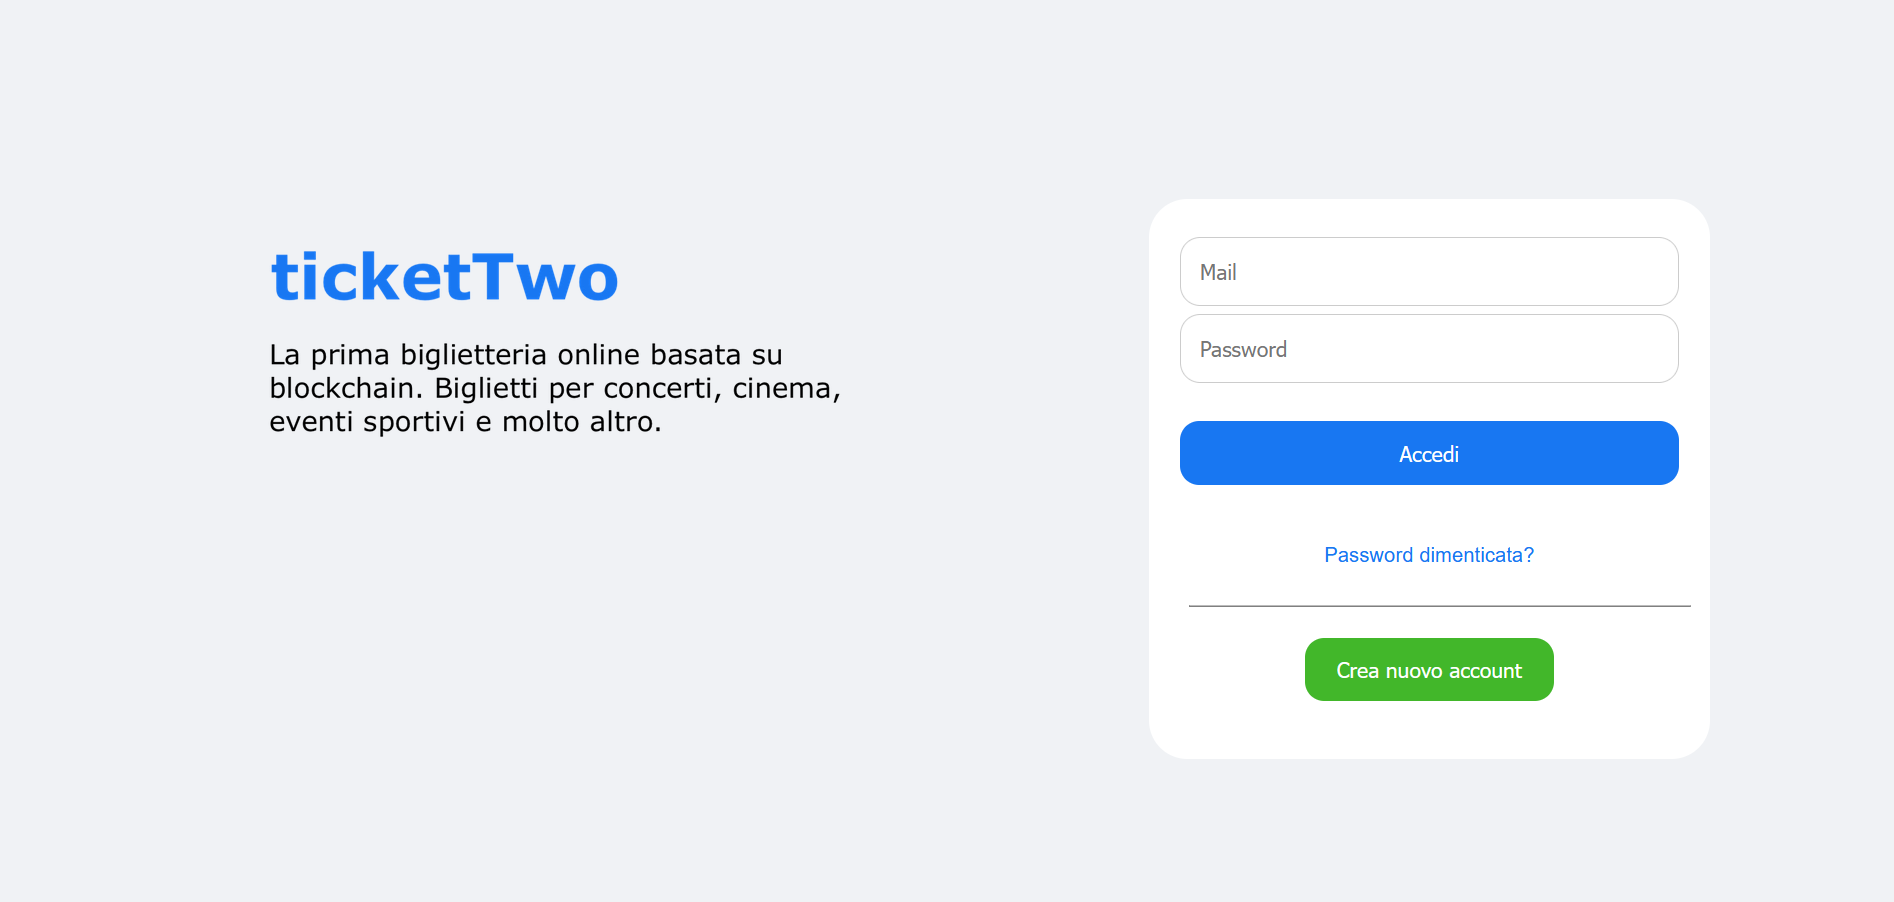 ticketTwo
La prima biglietteria online basata su
blockchain. Biglietti per concerti, cinema,
eventi sportivi e molto altro.
Mail
Password
Accedi
Password dimenticata?
Crea nuovo account